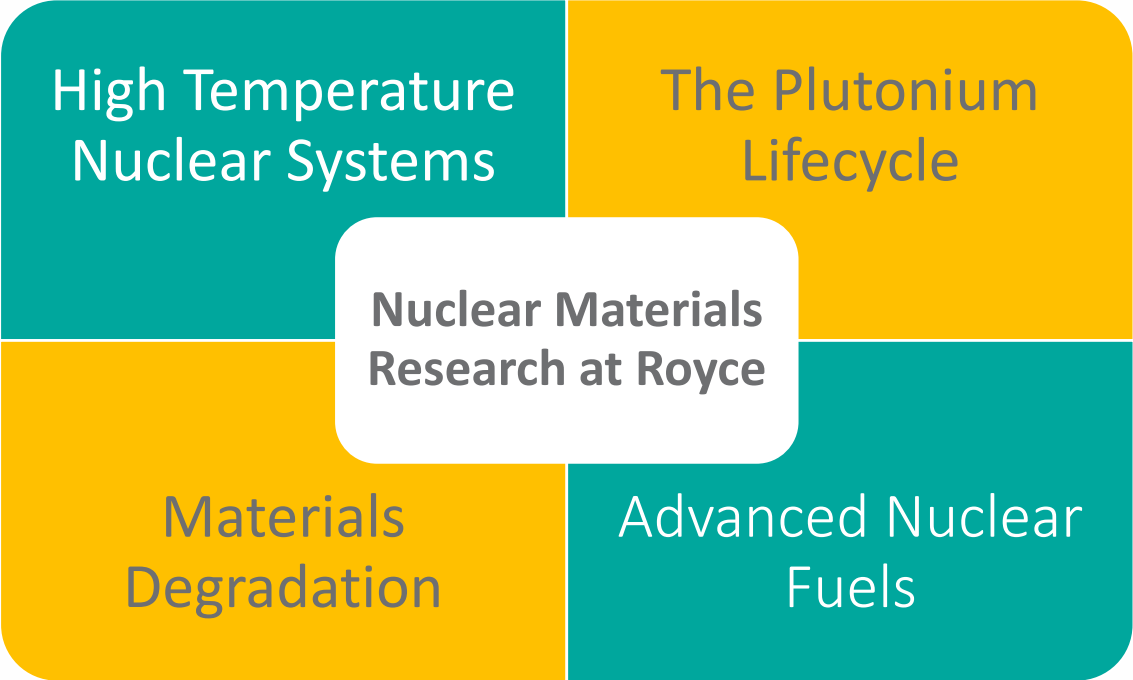 High Temperature
Nuclear Systems
The Plutonium
Lifecycle
Nuclear Materials
Research at Royce
Materials
Degradation
Advanced Nuclear
Fuels